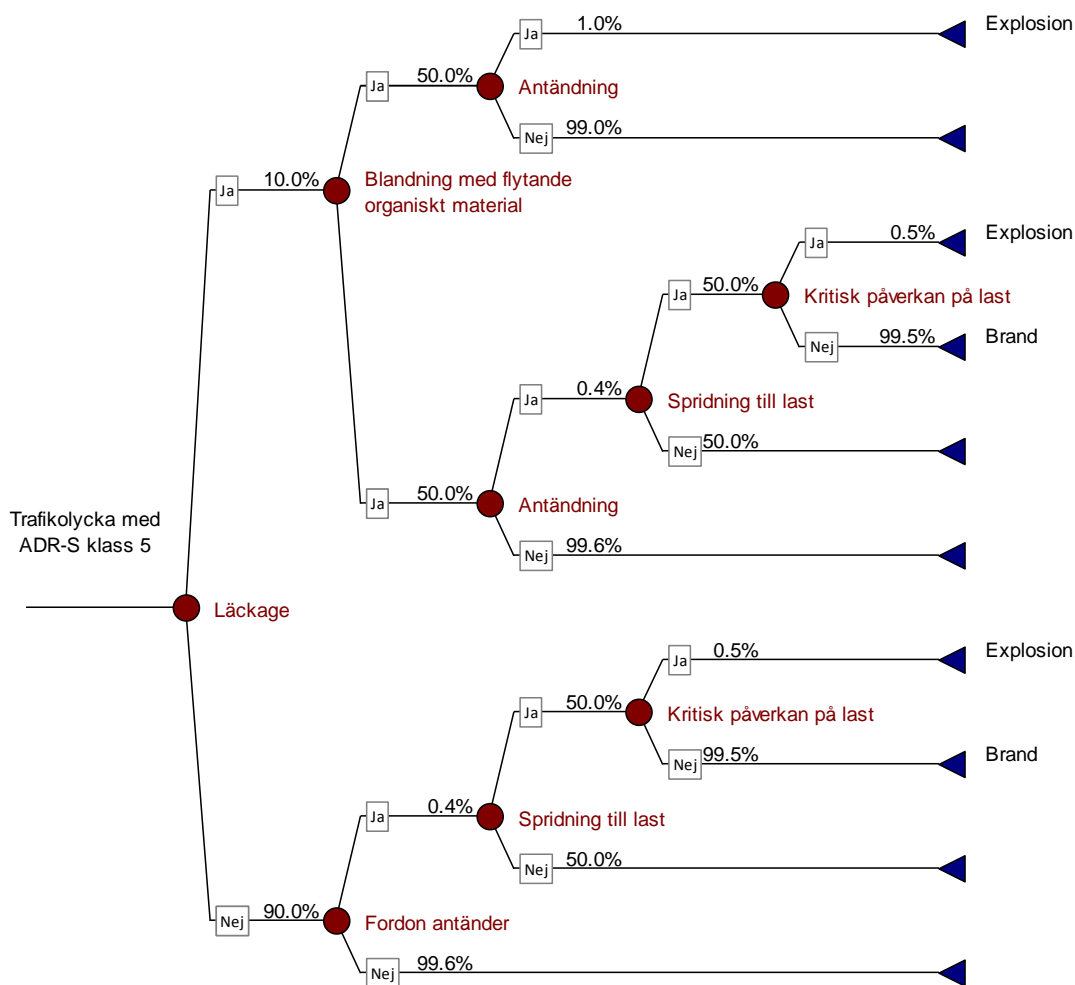 Ja
1.0%
Explosion
Ja
50.0%
Antändning
Nej
99.0%
Ja
10.0%
Blandning med flytande
organiskt material
Ja
0.5%
Explosion
Ja
50.0%
Kritisk påverkan på last
Nej
99.5%
Brand
Ja
0.4%
Spridning till last
Nej
50.0%
Ja
50.0%
Antändning
Nej
99.6%
Trafikolycka med
ADR-S klass 5
Läckage
Ja
0.5%
Explosion
Ja
50.0%
Kritisk påverkan på last
Nej
99.5%
Brand
Ja
0.4%
Spridning till last
Nej
50.0%
Nej
90.0%
Fordon antänder
Nej
99.6%